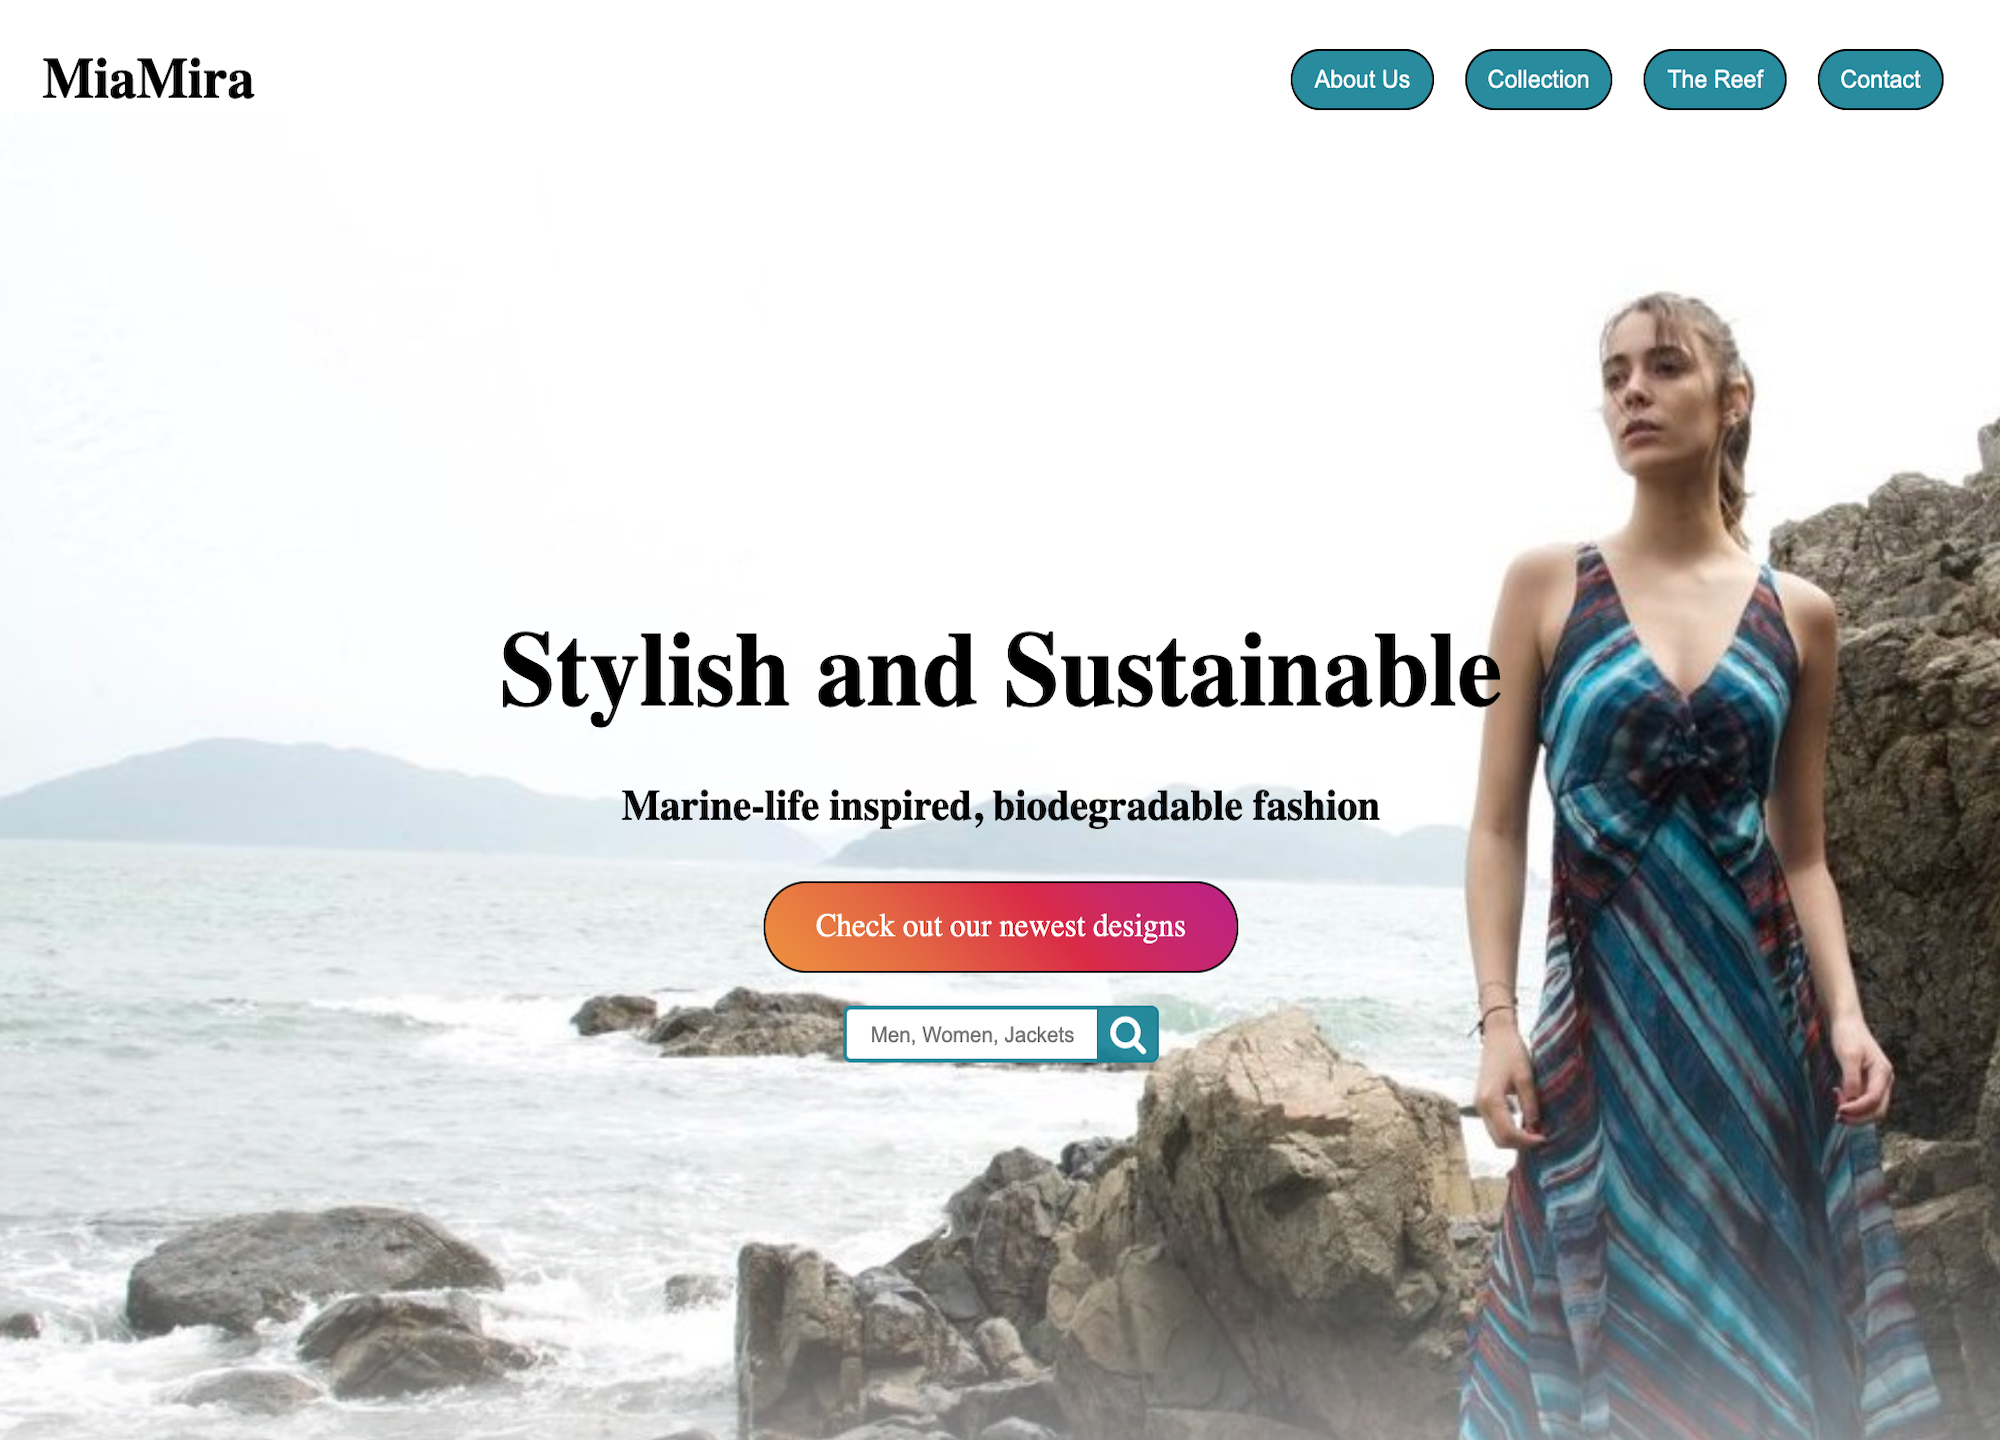 MiaMira
About Us
Collection
The Reef
Contact
Stylish and Sustainable
Marine-life inspired, biodegradable fashion
Check out our newest designs
Men, Women, Jackets